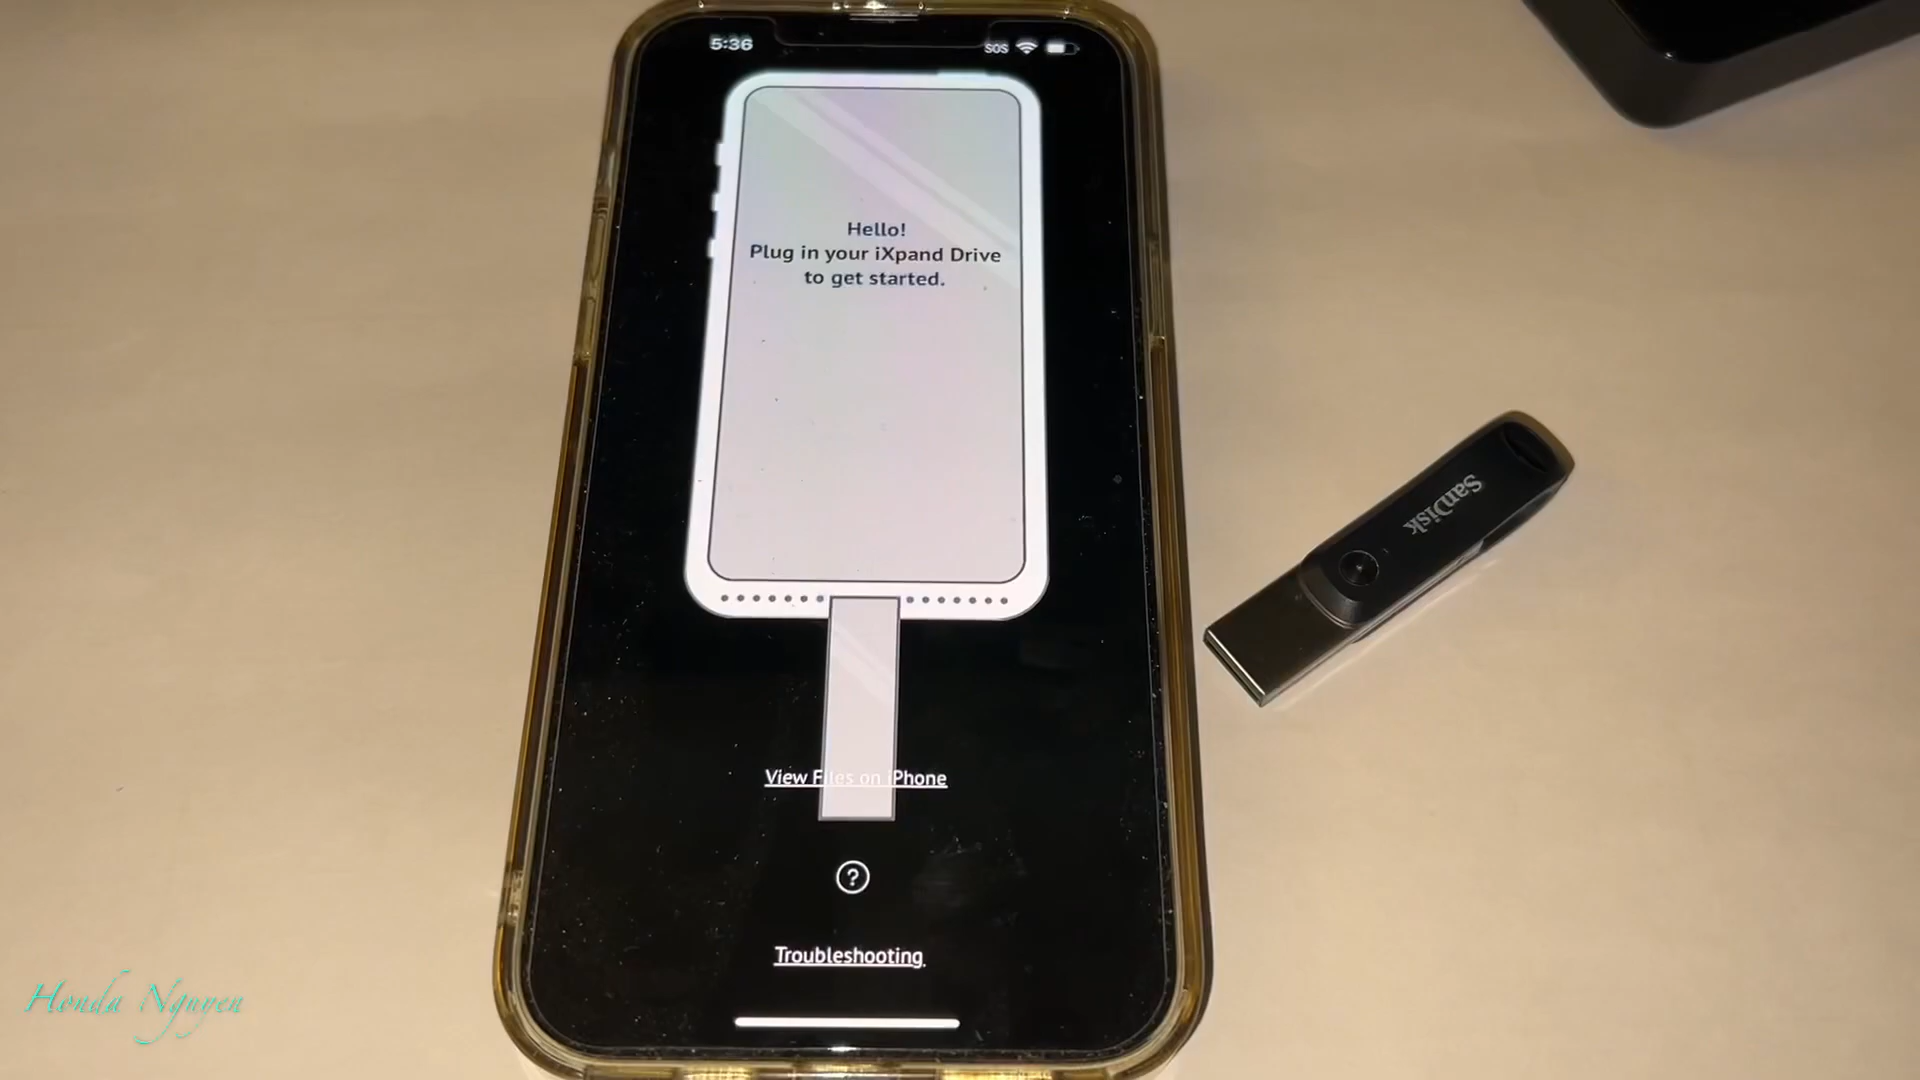 5:36
SOS
Hello!
Plug in your iXpand Drive
to get started.
SanDisk
View Files on iPhone
?
Troubleshooting
Honda Nguyen